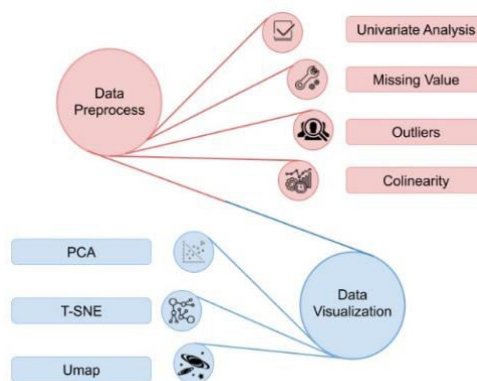 Univariate Analysis
Data
Preprocess
Missing Value
Outliers
Colinearity
PCA
T-SNE
Data
Visualization
Umap